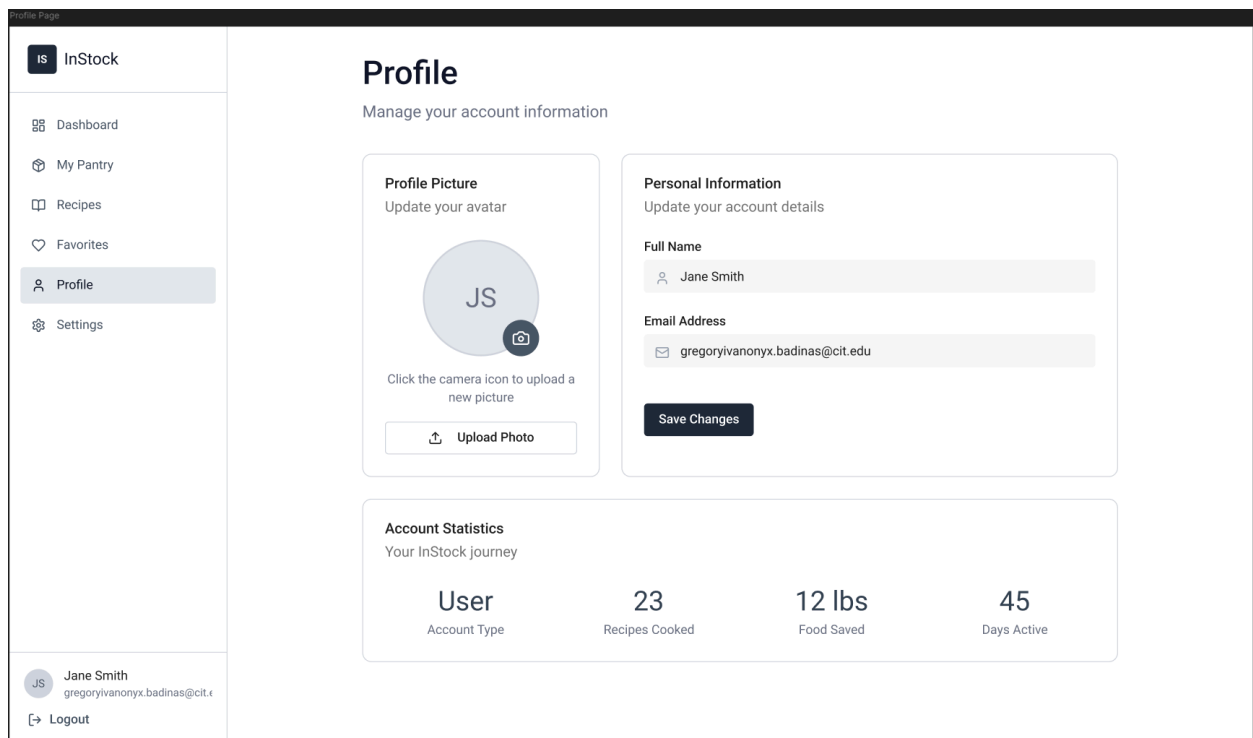 Profile Page
IS InStock
Dashboard
My Pantry
Recipes
Favorites
Profile
Settings
Jane Smith
JS
gregoryivanonyx.badinas@cit.e
Logout
Profile
Manage your account information
Profile Picture
Update your avatar
JS
Click the camera icon to upload a
new picture
Upload Photo
Personal Information
Update your account details
Full Name
Jane Smith
Email Address
gregoryivanonyx.badinas@cit.edu
Save Changes
Account Statistics
Your InStock journey
User 23 12 lbs 45
Account Type Recipes Cooked Food Saved Days Active